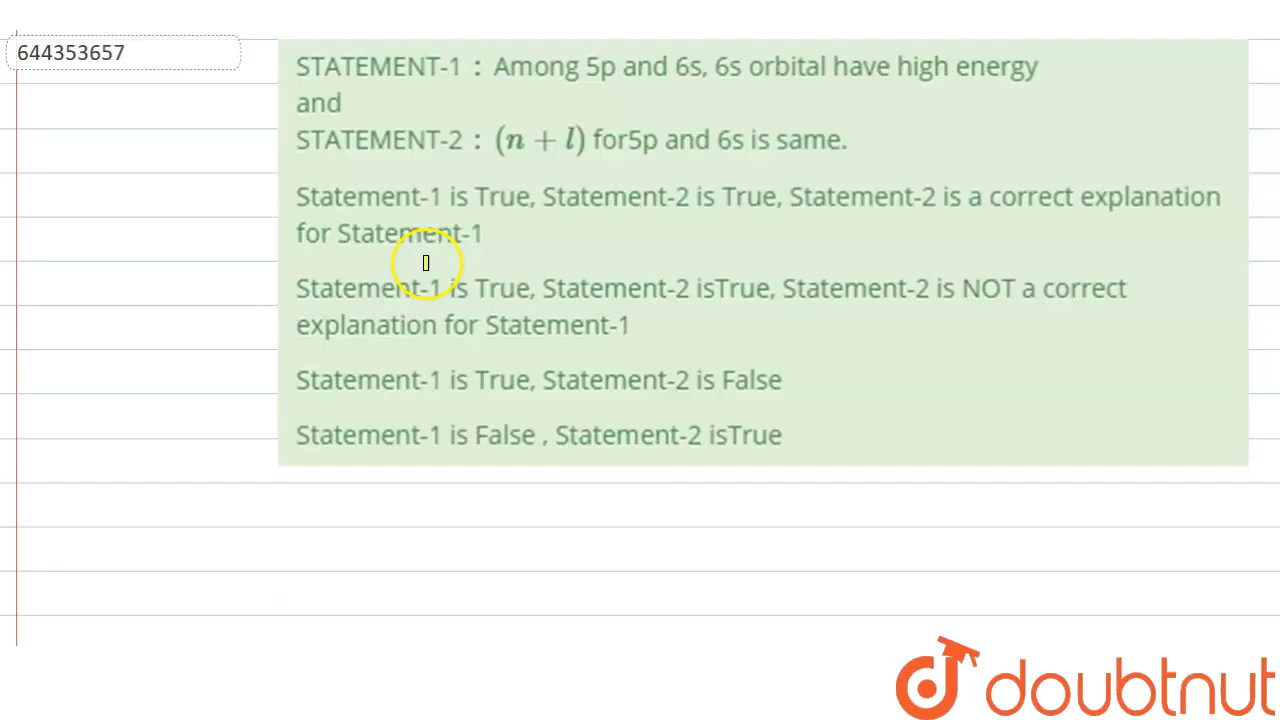 644353657
STATEMENT-1 : Among 5p and 6s, 6s orbital have high energy
and
STATEMENT-2 : (n + l) for5p and 6s is same.
Statement-1 is True, Statement-2 is True, Statement-2 is a correct explanation
for Statement-1
Statement-1 is True, Statement-2 isTrue, Statement-2 is NOT a correct
explanation for Statement-1
Statement-1 is True, Statement-2 is False
Statement-1 is False , Statement-2 isTrue
doubtnut